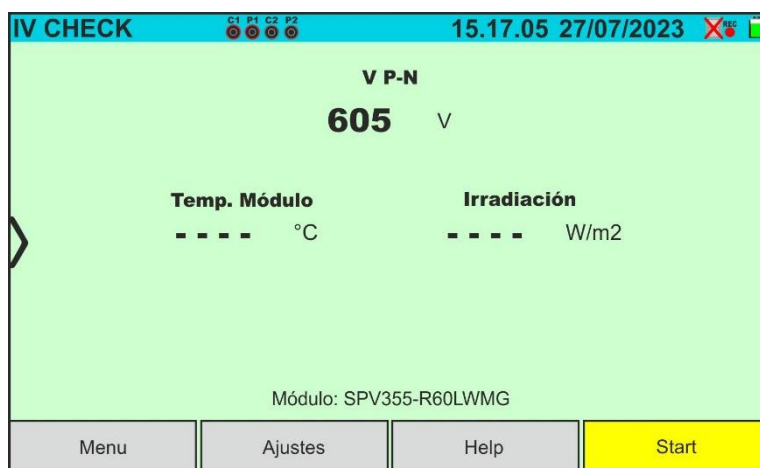 IV CHECK C1 P1 C2 P2 15.17.05 27/07/2023 REC
V P-N
605 V
Temp. Módulo Irradiación
- - - - °C - - - - W/m2
Módulo: SPV355-R60LWMG
Menu Ajustes Help Start